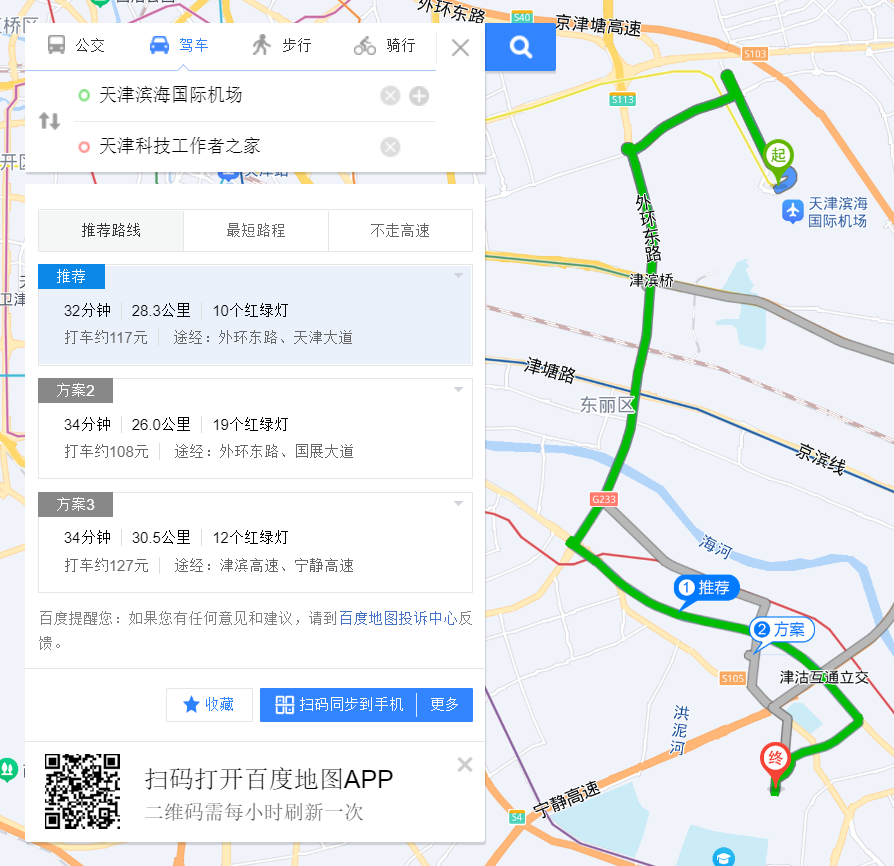 外环东路
S40
京津塘高速
公交
驾车
步行
骑行
S103
S113
天津滨海国际机场
天津科技工作者之家
起
天津滨海
国际机场
外环东路
推荐路线
最短路程
不走高速
推荐
32分钟
28.3公里
10个红绿灯
打车约117元
途经：外环东路、天津大道
津滨桥
方案2
34分钟
26.0公里
19个红绿灯
打车约108元
途经：外环东路、国展大道
津塘路
东丽区
京滨线
方案3
34分钟
30.5公里
12个红绿灯
打车约127元
途经：津滨高速、宁静高速
G233
海河
1 推荐
2 方案
百度提醒您：如果您有任何意见和建议，请到百度地图投诉中心反
馈。
S105
津沽互通立交
洪泥河
收藏
扫码同步到手机
更多
终
扫码打开百度地图APP
二维码需每小时刷新一次
S4
宁静高速